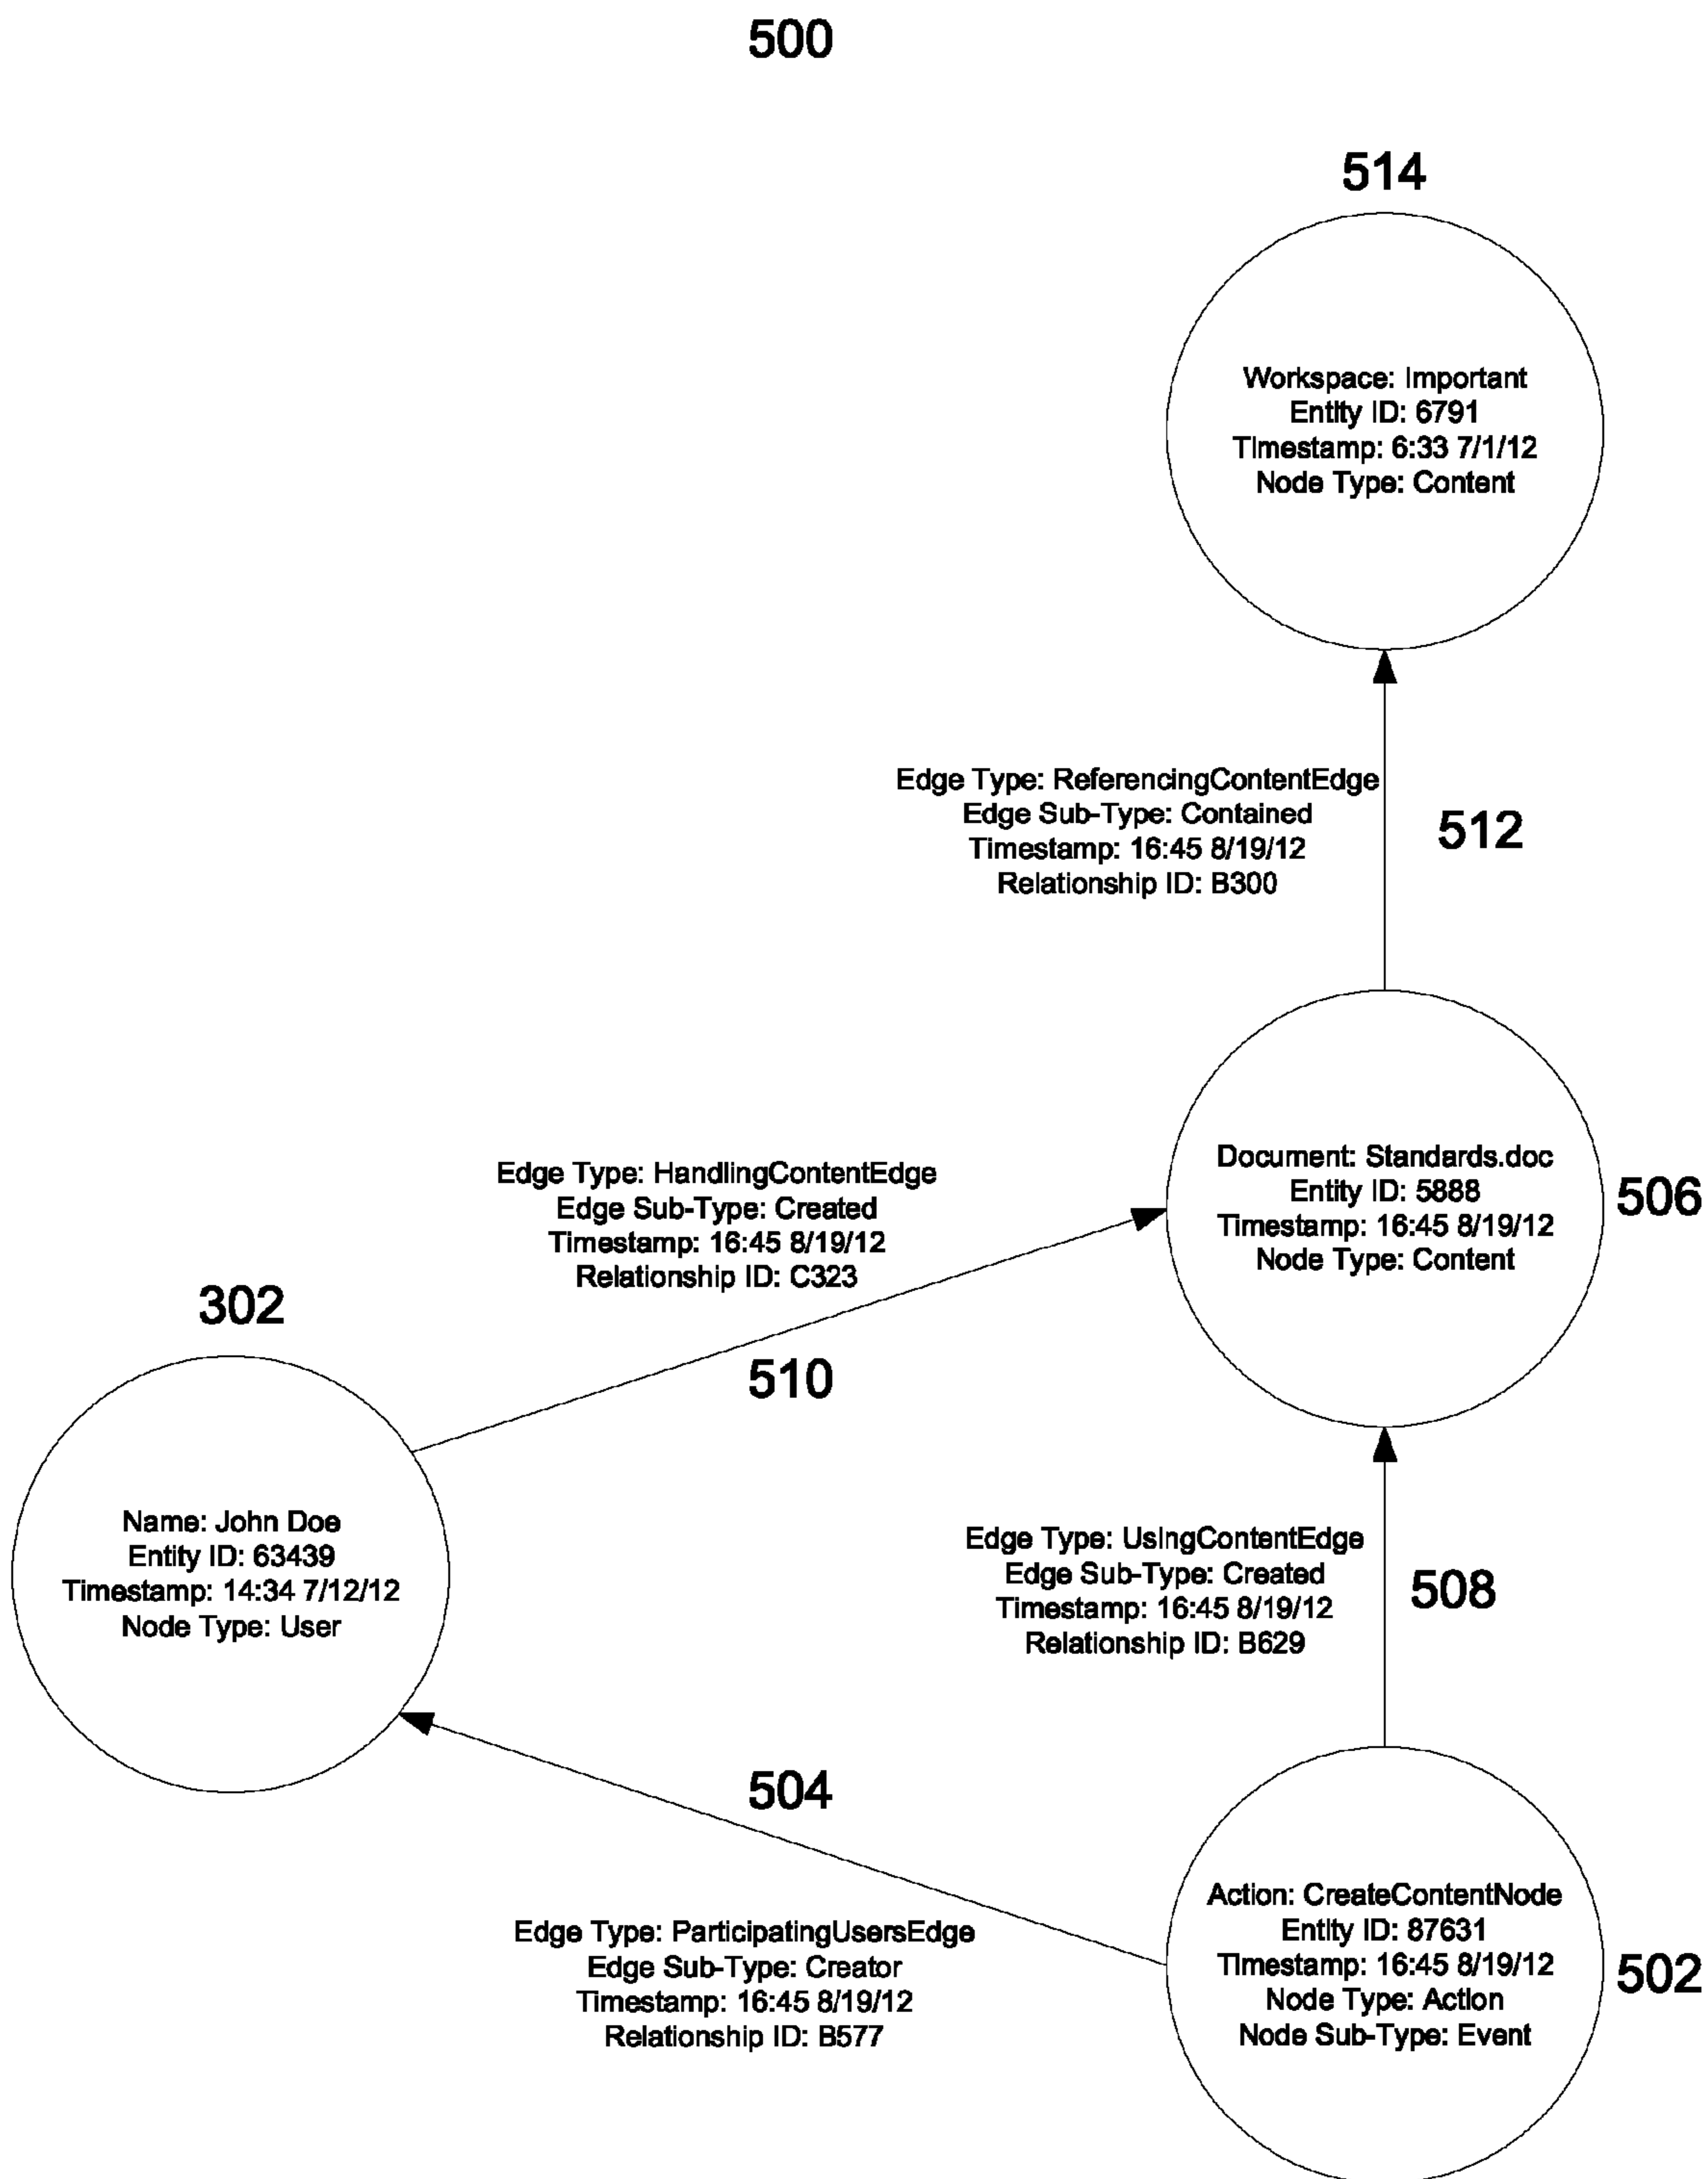 500
514
Workspace: Important
Entity ID: 6791
Timestamp: 6:33 7/1/12
Node Type: Content
Edge Type: ReferencingContentEdge
Edge Sub-Type: Contained
Timestamp: 16:45 8/19/12
Relationship ID: B300
512
Document: Standards.doc
Entity ID: 5888
Timestamp: 16:45 8/19/12
Node Type: Content
506
Edge Type: HandlingContentEdge
Edge Sub-Type: Created
Timestamp: 16:45 8/19/12
Relationship ID: C323
510
302
Name: John Doe
Entity ID: 63439
Timestamp: 14:34 7/12/12
Node Type: User
Edge Type: UsingContentEdge
Edge Sub-Type: Created
Timestamp: 16:45 8/19/12
Relationship ID: B629
508
504
Edge Type: ParticipatingUsersEdge
Edge Sub-Type: Creator
Timestamp: 16:45 8/19/12
Relationship ID: B577
Action: CreateContentNode
Entity ID: 87631
Timestamp: 16:45 8/19/12
Node Type: Action
Node Sub-Type: Event
502